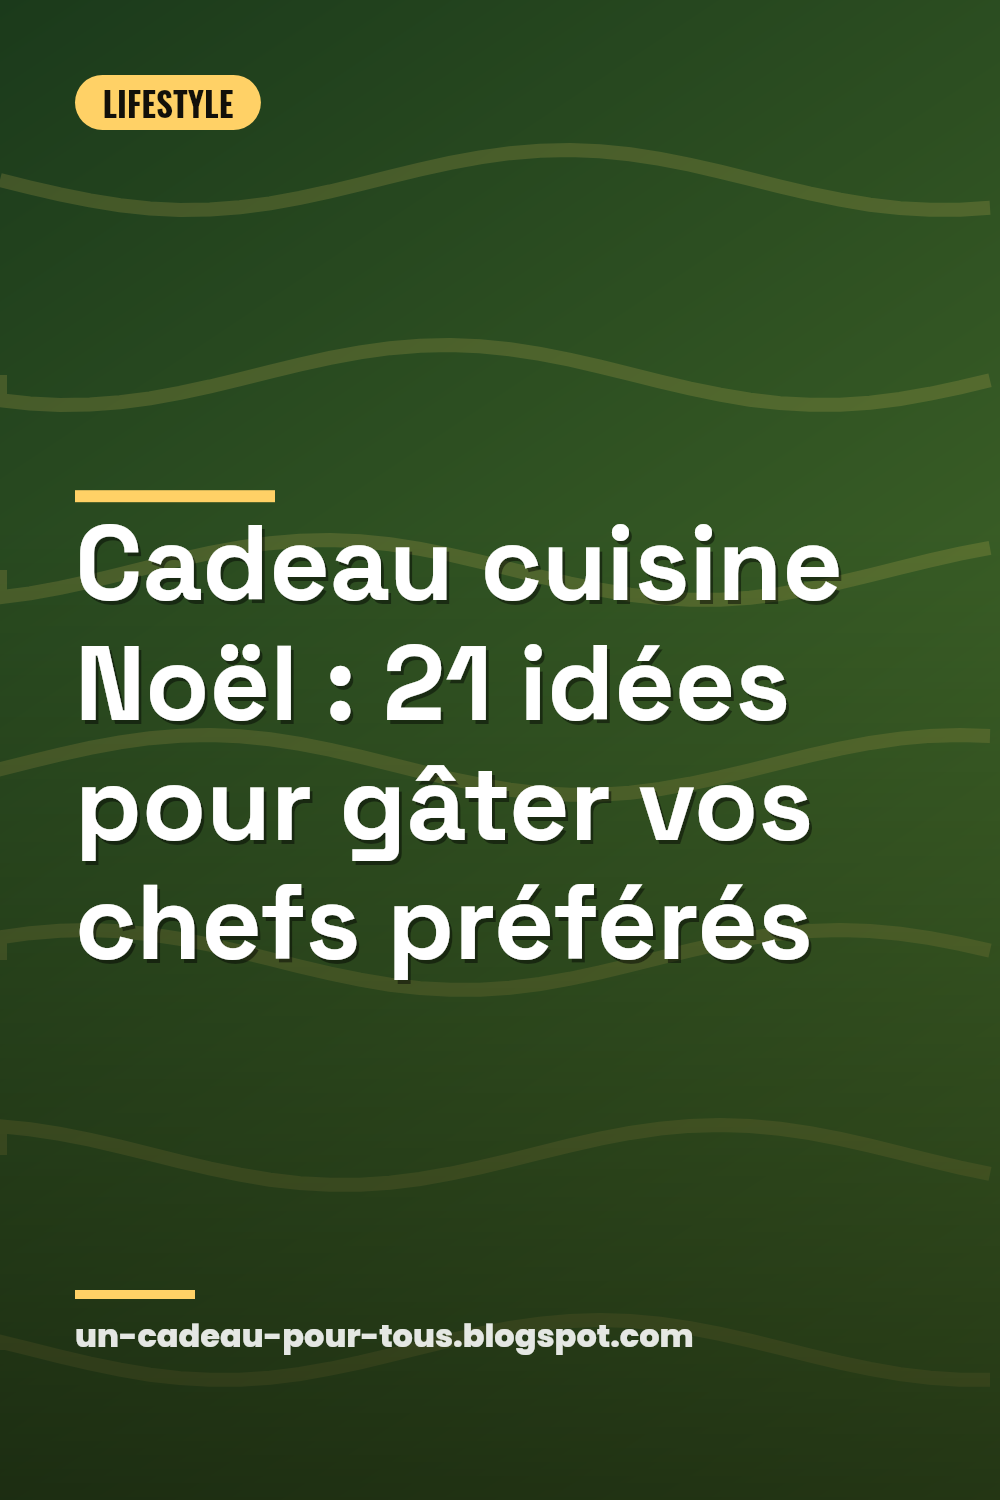 LIFESTYLE
Cadeau cuisine
Noël : 21 idées
pour gâter vos
chefs préférés
un-cadeau-pour-tous.blogspot.com